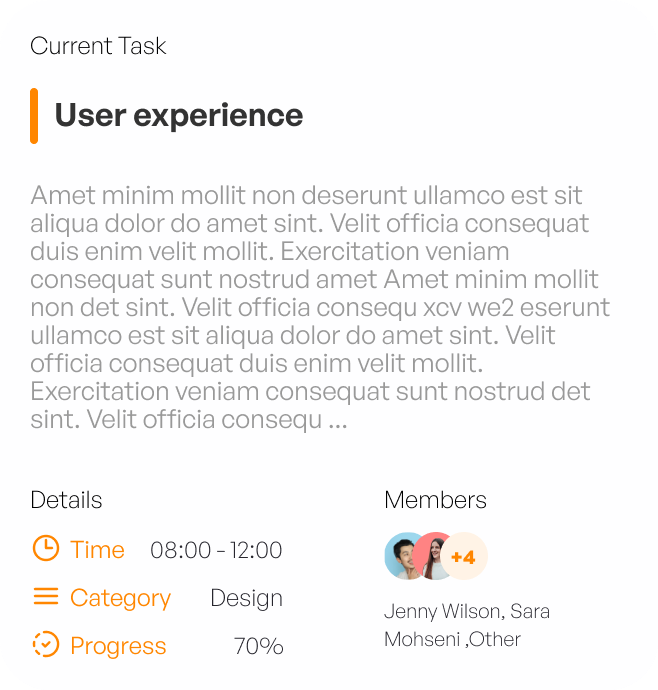 Current Task
User experience
Amet minim mollit non deserunt ullamco est sit
aliqua dolor do amet sint. Velit officia consequat
duis enim velit mollit. Exercitation veniam
consequat sunt nostrud amet Amet minim mollit
non det sint. Velit officia consequ xcv we2 eserunt
ullamco est sit aliqua dolor do amet sint. Velit
officia consequat duis enim velit mollit.
Exercitation veniam consequat sunt nostrud det
sint. Velit officia consequ ...
Details
Time 08:00 - 12:00
Category Design
Progress 70%
Members
+4
Jenny Wilson, Sara
Mohseni ,Other